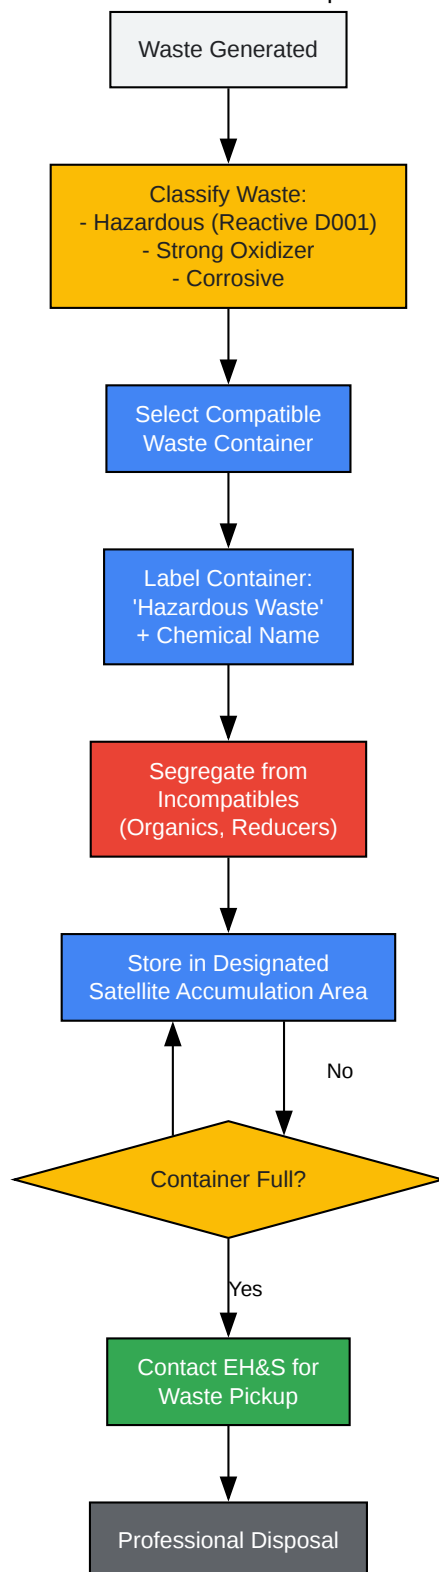 Waste Generated
Classify Waste:
- Hazardous (Reactive D001)
- Strong Oxidizer
- Corrosive
Select Compatible
Waste Container
Label Container:
'Hazardous Waste'
+ Chemical Name
Segregate from
Incompatibles
(Organics, Reducers)
Store in Designated
Satellite Accumulation Area
No
Container Full?
Yes
Contact EH&S for
Waste Pickup
Professional Disposal